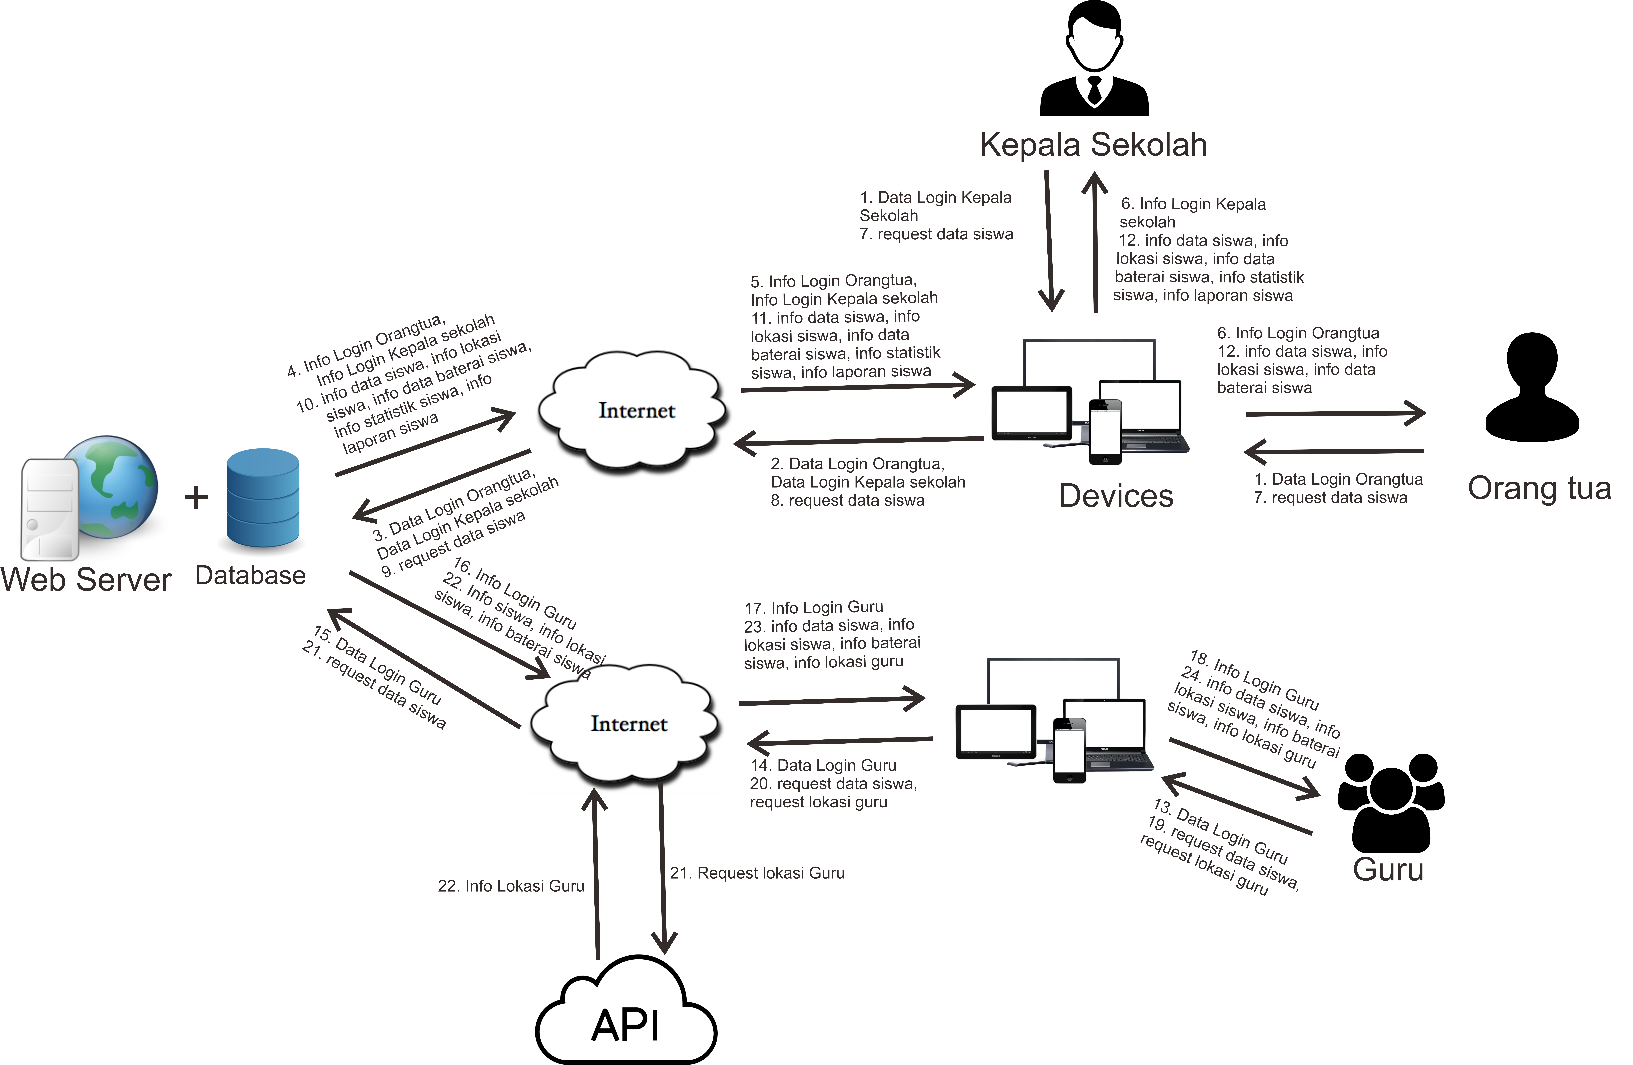 Kepala Sekolah
1. Data Login Kepala
Sekolah
7. request data siswa
6. Info Login Kepala
sekolah
12. info data siswa, info
lokasi siswa, info data
baterai siswa, info statistik
siswa, info laporan siswa
5. Info Login Orangtua,
Info Login Kepala sekolah
11. info data siswa, info
lokasi siswa, info data
baterai siswa, info statistik
siswa, info laporan siswa
4. Info Login Orangtua,
Info Login Kepala sekolah
10. info data siswa, info lokasi
siswa, info data baterai siswa,
info statistik siswa, info
laporan siswa
Internet
6. Info Login Orangtua
12. info data siswa, info
lokasi siswa, info data
baterai siswa
2. Data Login Orangtua,
Data Login Kepala sekolah
8. request data siswa
Devices
1. Data Login Orangtua
7. request data siswa
Orang tua
3. Data Login Orangtua,
Data Login Kepala sekolah
9. request data siswa
+
Web Server
Database
16. Info Login Guru
22. Info siswa, info lokasi
siswa, info baterai siswa
15. Data Login Guru
21. request data siswa
Internet
17. Info Login Guru
23. info data siswa, info
lokasi siswa, info baterai
siswa, info lokasi guru
14. Data Login Guru
20. request data siswa,
request lokasi guru
18. Info Login Guru
24. info data siswa, info
lokasi siswa, info baterai
siswa, info lokasi guru
13. Data Login Guru
19. request data siswa,
request lokasi guru
Guru
22. Info Lokasi Guru
21. Request lokasi Guru
API